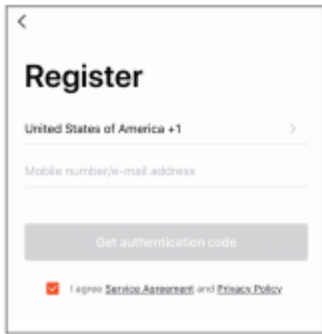 Register
United States of America +1
Mobile number/e-mail address
Get authentication code
I agree Service Agreement and Privacy Policy